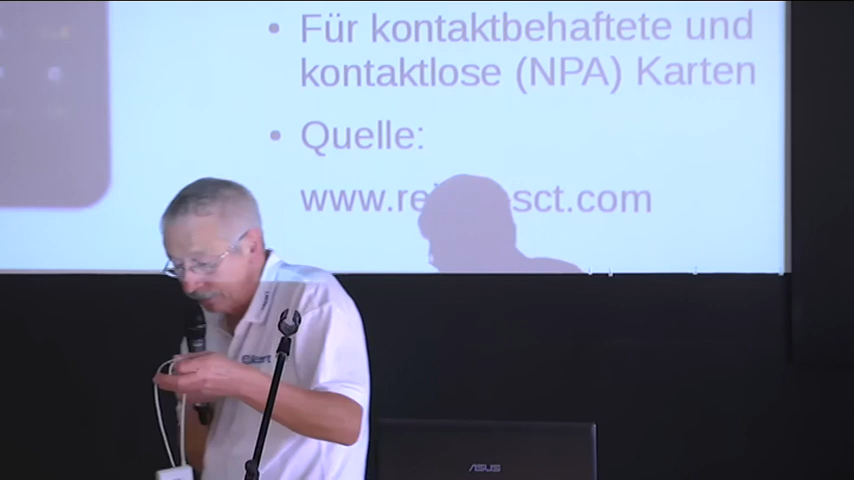 • Für kontaktbehaftete und
kontaktlose (NPA) Karten
• Quelle:
ASUS